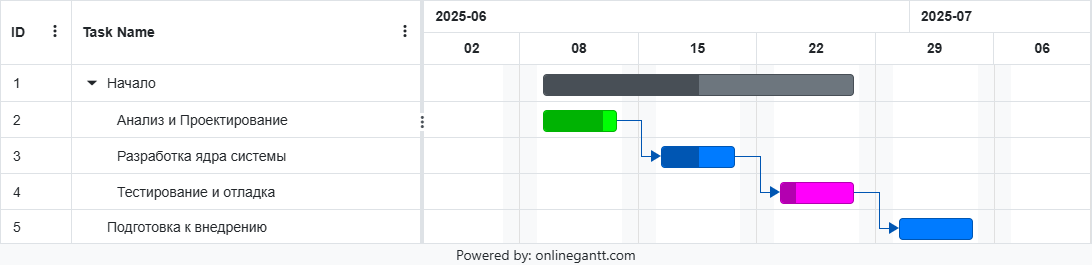 ID
Task Name
2025-06
2025-07
02
08
15
22
29
06
1
Начало
2
Анализ и Проектирование
3
Разработка ядра системы
4
Тестирование и отладка
5
Подготовка к внедрению
Powered by: onlinegantt.com